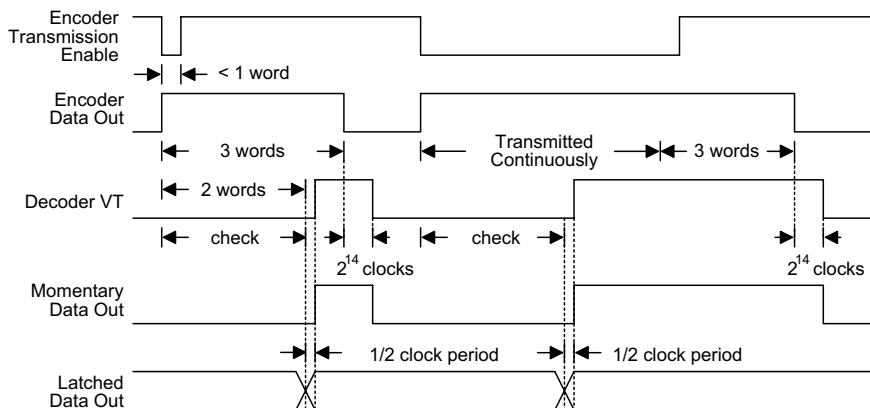 Encoder
Transmission
Enable
< 1 word
Encoder
Data Out
3 words
Transmitted
Continuously
3 words
Decoder VT
2 words
check
check
2^14 clocks
2^14 clocks
Momentary
Data Out
1/2 clock period
1/2 clock period
Latched
Data Out